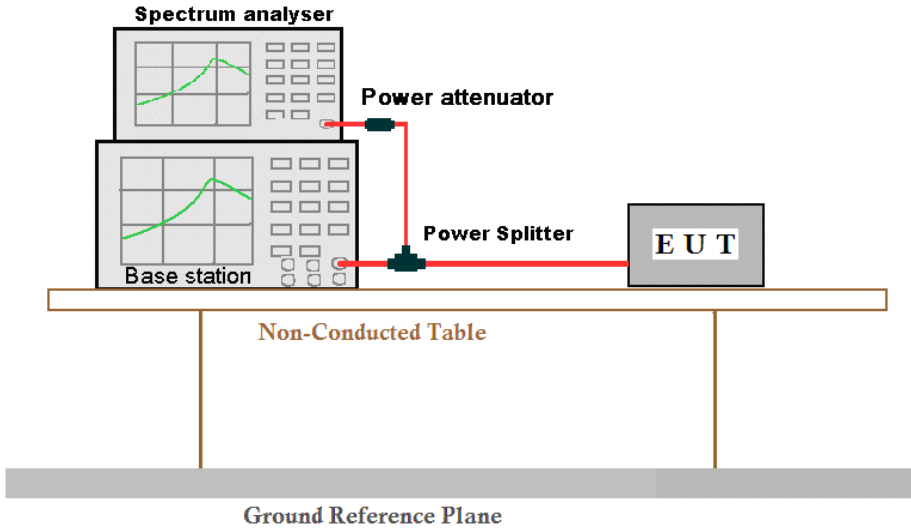 Spectrum analyser
Power attenuator
Power Splitter
E U T
Base station
Non-Conducted Table
Ground Reference Plane